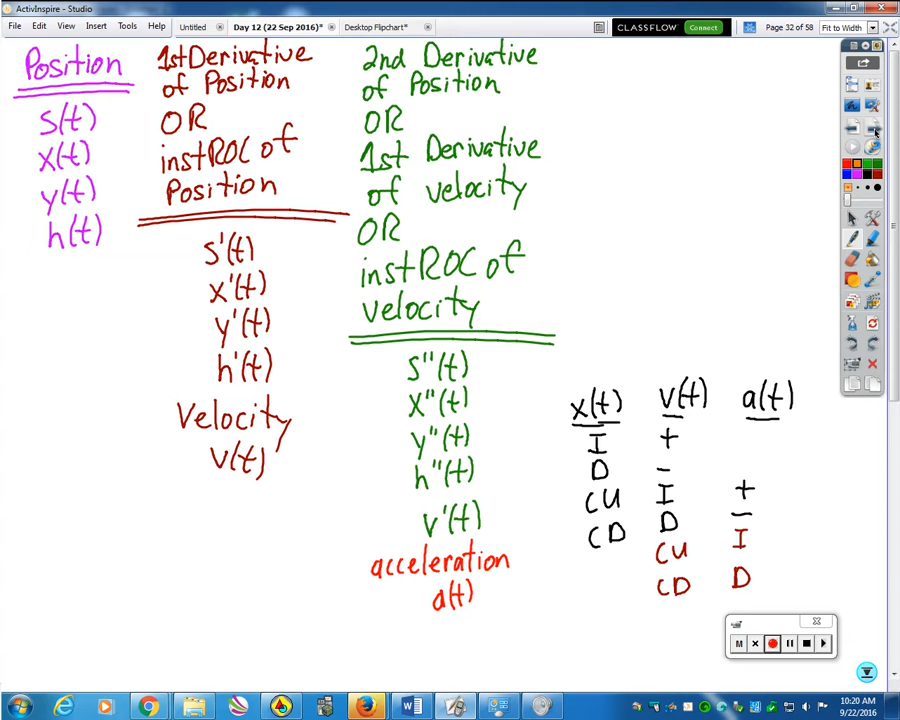 ActivInspire - Studio
File Edit View Insert Tools Help
Untitled
Day 12 (22 Sep 2016)*
Desktop Flipchart*
CLASSFLOW Connect
Page 32 of 58
Fit to Width
Position
s(t)
x(t)
y(t)
h(t)
1st Derivative
of Position
OR
instROC of
Position
s'(t)
x'(t)
y'(t)
h'(t)
Velocity
v(t)
2nd Derivative
of Position
OR
1st Derivative
of velocity
OR
instROC of
velocity
s''(t)
x''(t)
y''(t)
h''(t)
v'(t)
acceleration
a(t)
x(t) v(t) a(t)
I +
D -
CU I +
CD D -
CU I
CD D
M
10:20 AM
9/22/2016